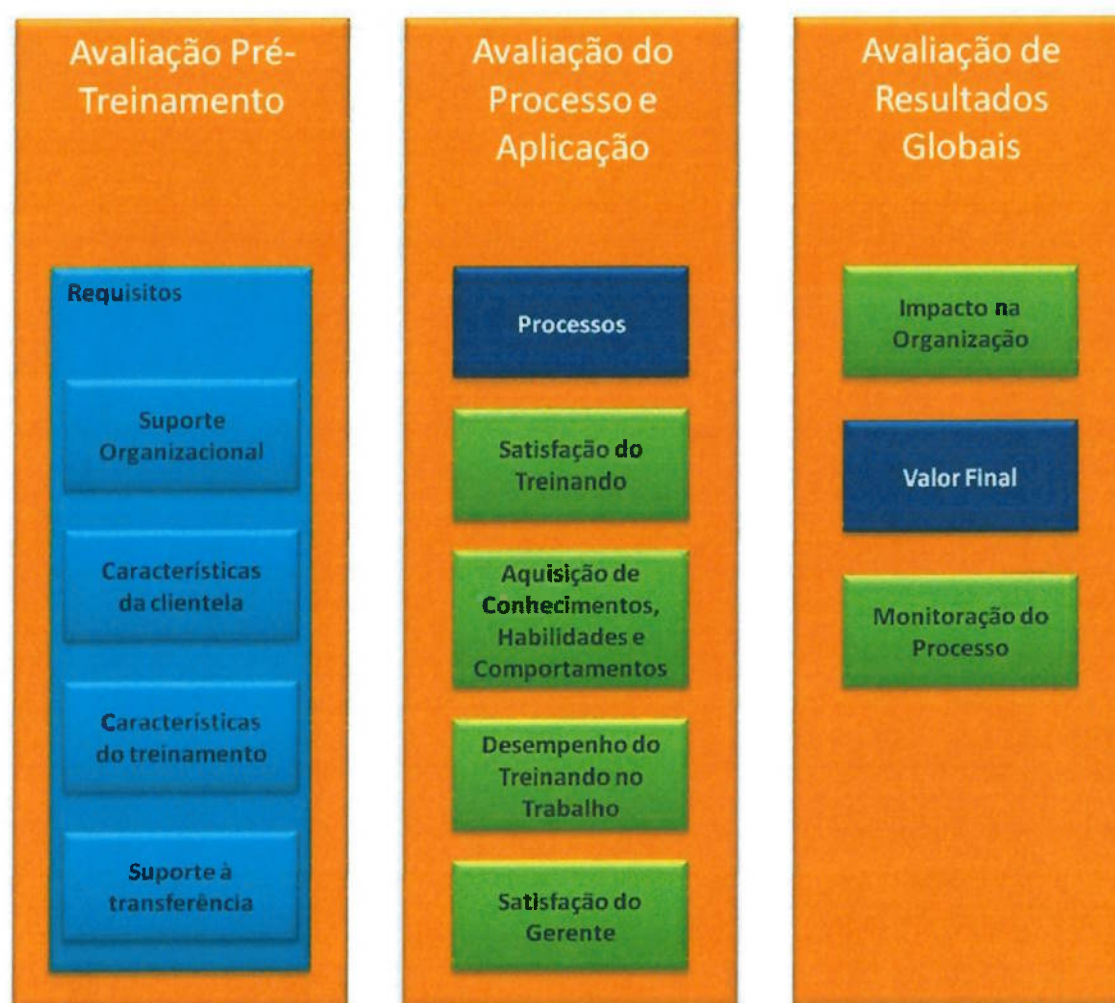 Avaliação Pré-
Treinamento
Requisitos
Suporte
Organizacional
Características
da clientela
Características
do treinamento
Suporte à
transferência
Avaliação do
Processo e
Aplicação
Processos
Satisfação do
Treinando
Aquisição de
Conhecimentos,
Habilidades e
Comportamentos
Desempenho do
Treinando no
Trabalho
Satisfação do
Gerente
Avaliação de
Resultados
Globais
Impacto na
Organização
Valor Final
Monitoração do
Processo